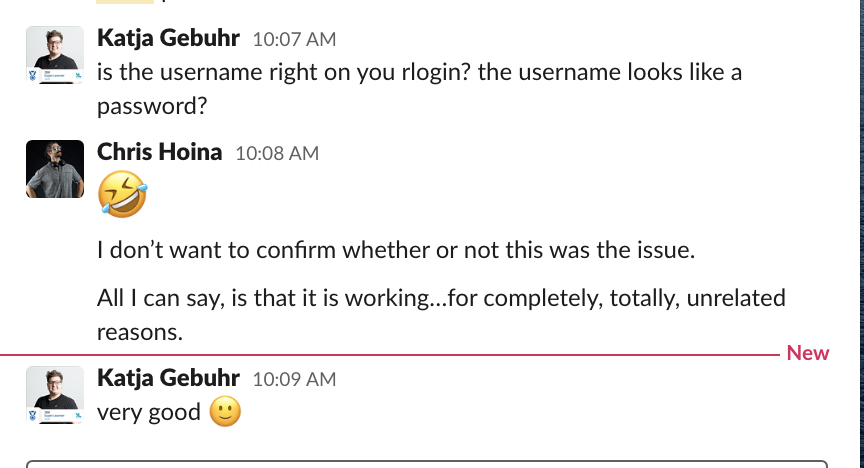 Katja Gebuhr 10:07 AM
is the username right on you rlogin? the username looks like a
password?
Chris Hoina 10:08 AM
🤣
I don’t want to confirm whether or not this was the issue.
All I can say, is that it is working...for completely, totally, unrelated
reasons.
New
Katja Gebuhr 10:09 AM
very good 🙂